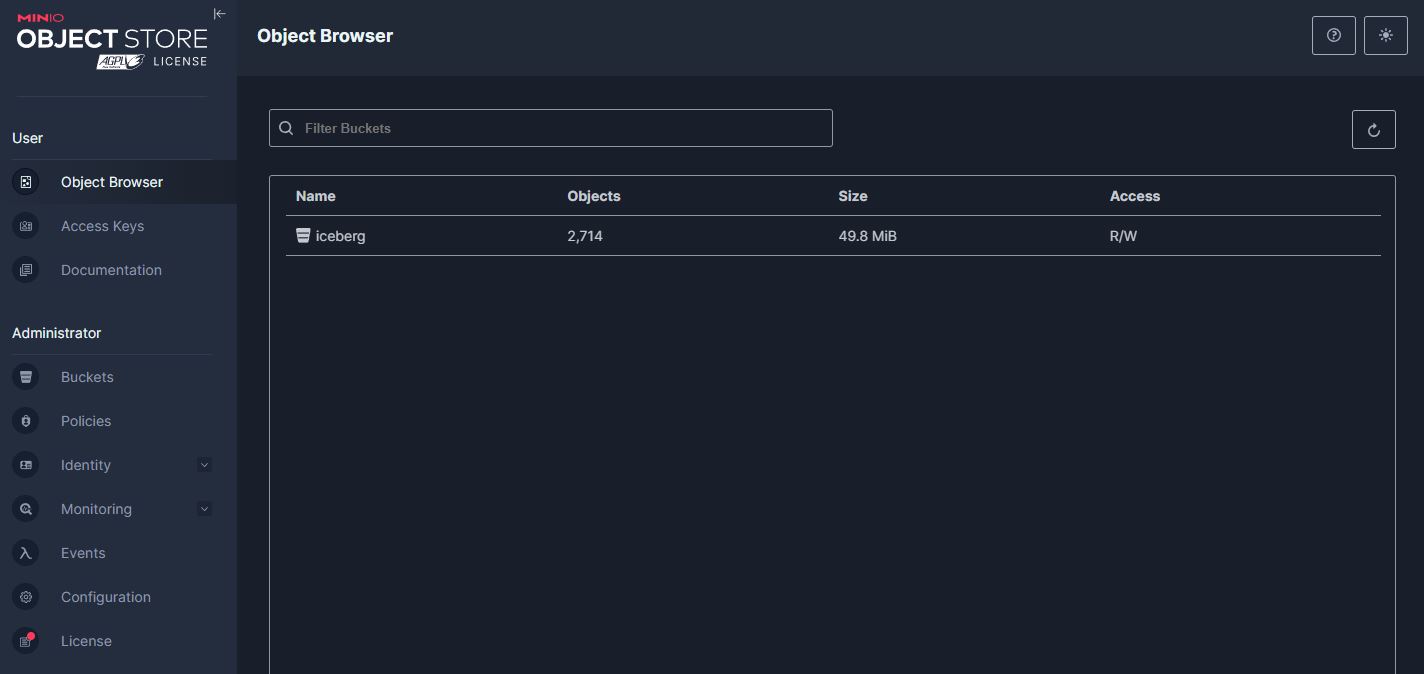 MINIO
OBJECT STORE
AGPL LICENSE
User
Object Browser
Access Keys
Documentation
Administrator
Buckets
Policies
Identity
Monitoring
Events
Configuration
License
Object Browser
Filter Buckets
Name Objects Size Access
iceberg 2,714 49.8 MiB R/W